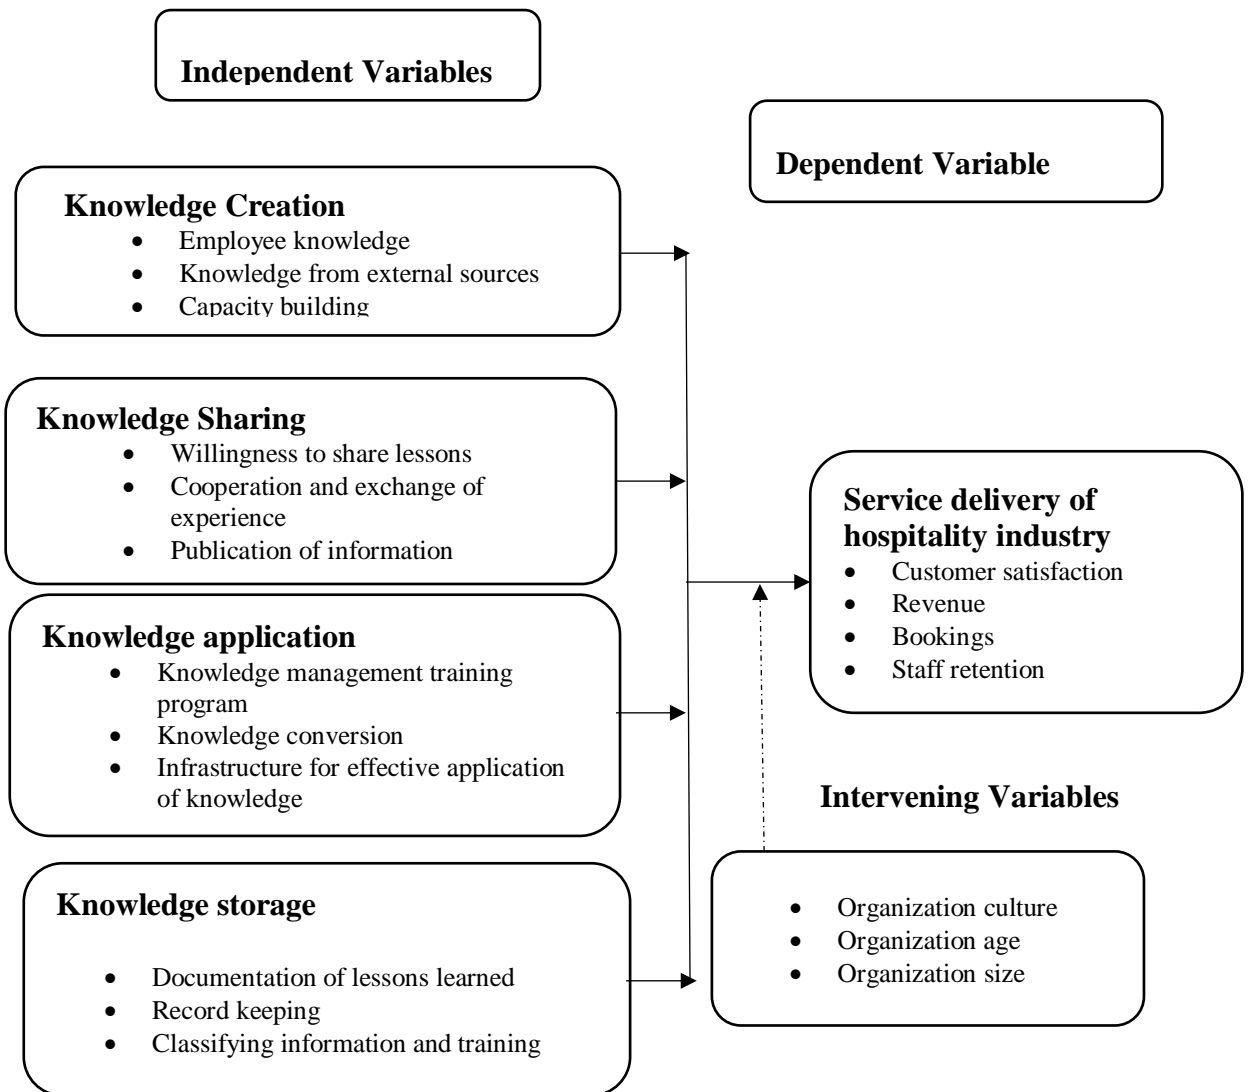 Independent Variables
Dependent Variable
Knowledge Creation
• Employee knowledge
• Knowledge from external sources
• Capacity building
Knowledge Sharing
• Willingness to share lessons
• Cooperation and exchange of
experience
• Publication of information
Knowledge application
• Knowledge management training
program
• Knowledge conversion
• Infrastructure for effective application
of knowledge
Knowledge storage
• Documentation of lessons learned
• Record keeping
• Classifying information and training
Service delivery of
hospitality industry
• Customer satisfaction
• Revenue
• Bookings
• Staff retention
Intervening Variables
• Organization culture
• Organization age
• Organization size